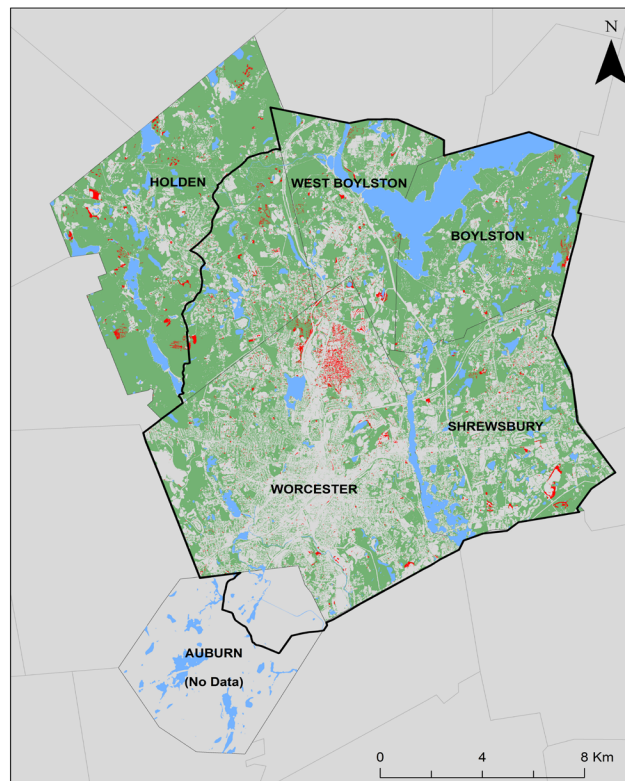 N
HOLDEN
WEST BOYLSTON
BOYLSTON
SHREWSBURY
WORCESTER
AUBURN
(No Data)
0 4 8 Km